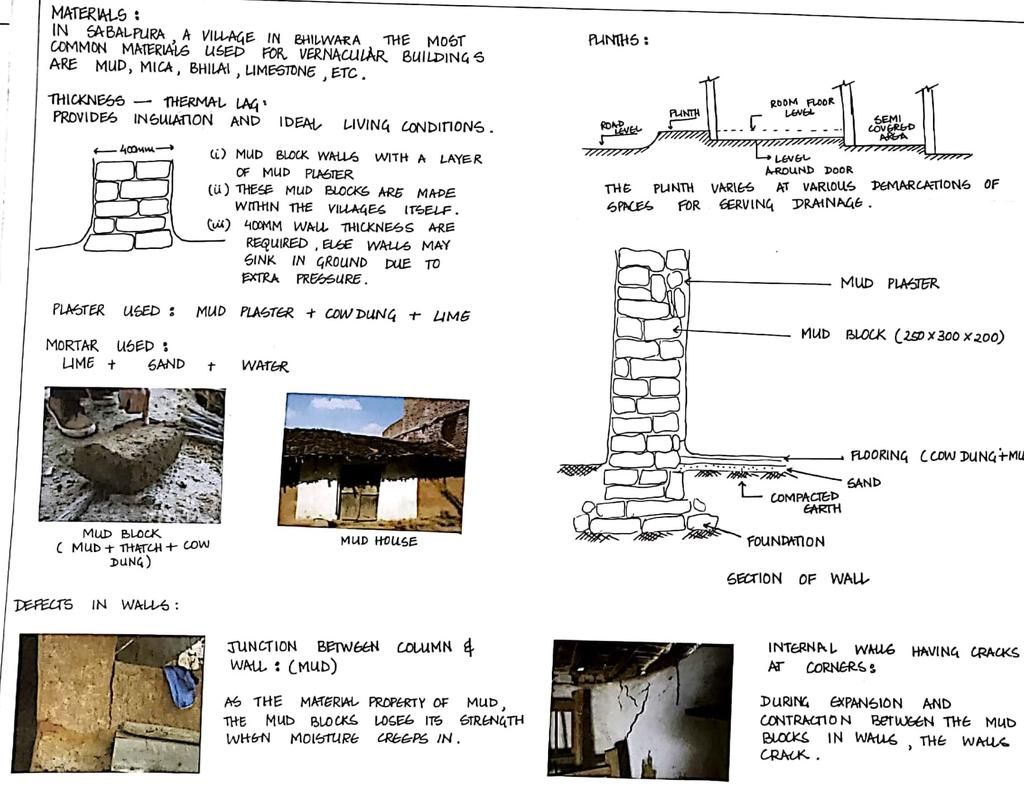 MATERIALS :
IN SABALPURA, A VILLAGE IN BHILWARA THE MOST
COMMON MATERIALS USED FOR VERNACULAR BUILDINGS
ARE MUD, MICA, BHILAI, LIMESTONE, ETC.
THICKNESS — THERMAL LAG:
PROVIDES INSULATION AND IDEAL LIVING CONDITIONS.
400mm
(i) MUD BLOCK WALLS WITH A LAYER
OF MUD PLASTER
(ii) THESE MUD BLOCKS ARE MADE
WITHIN THE VILLAGES ITSELF.
(iii) 400MM WALL THICKNESS ARE
REQUIRED, ELSE WALLS MAY
SINK IN GROUND DUE TO
EXTRA PRESSURE.
PLASTER USED : MUD PLASTER + COW DUNG + LIME
MORTAR USED :
LIME + SAND + WATER
MUD BLOCK
( MUD + THATCH + COW
DUNG)
MUD HOUSE
PLINTHS :
ROAD
LEVEL
PLINTH
ROOM FLOOR
LEVEL
SEMI
COVERED
AREA
LEVEL
AROUND DOOR
THE PLINTH VARIES AT VARIOUS DEMARCATIONS OF
SPACES FOR SERVING DRAINAGE.
MUD PLASTER
MUD BLOCK (250 X 300 X 200)
FLOORING (COW DUNG + MU
SAND
COMPACTED
EARTH
FOUNDATION
SECTION OF WALL
DEFECTS IN WALLS :
JUNCTION BETWEEN COLUMN &
WALL : (MUD)
AS THE MATERIAL PROPERTY OF MUD,
THE MUD BLOCKS LOSES ITS STRENGTH
WHEN MOISTURE CREEPS IN.
INTERNAL WALLS HAVING CRACKS
AT CORNERS :
DURING EXPANSION AND
CONTRACTION BETWEEN THE MUD
BLOCKS IN WALLS, THE WALLS
CRACK.